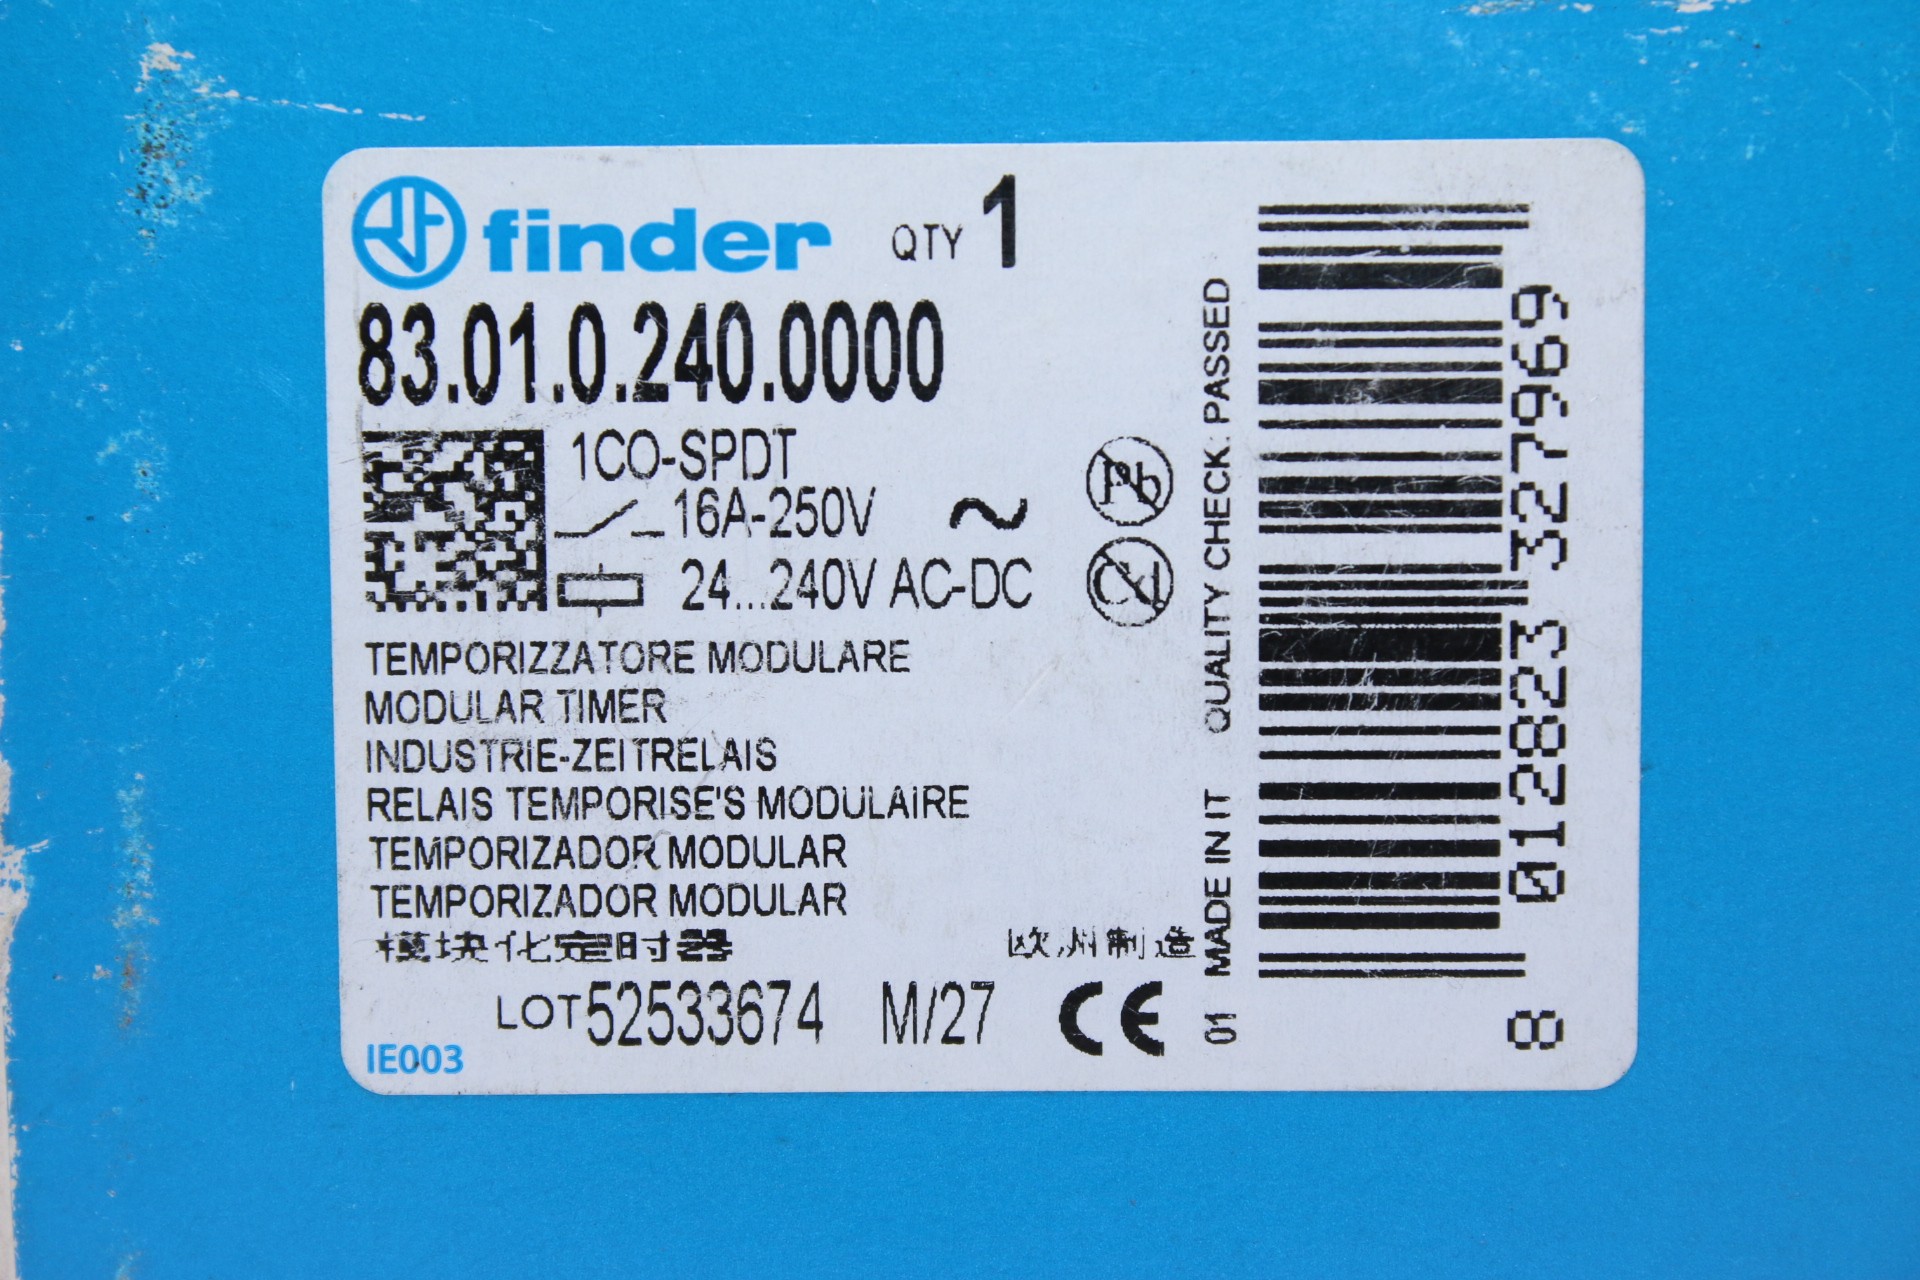 finder QTY 1
83.01.0.240.0000
1CO-SPDT
16A-250V ~
24...240V AC-DC
Pb
Cd
TEMPORIZZATORE MODULARE
MODULAR TIMER
INDUSTRIE-ZEITRELAIS
RELAIS TEMPORISE'S MODULAIRE
TEMPORIZADOR MODULAR
TEMPORIZADOR MODULAR
模块化定时器 欧洲制造
LOT 52533674 M/27 CE
IE003
01 MADE IN IT QUALITY CHECK: PASSED
8 012823 327969